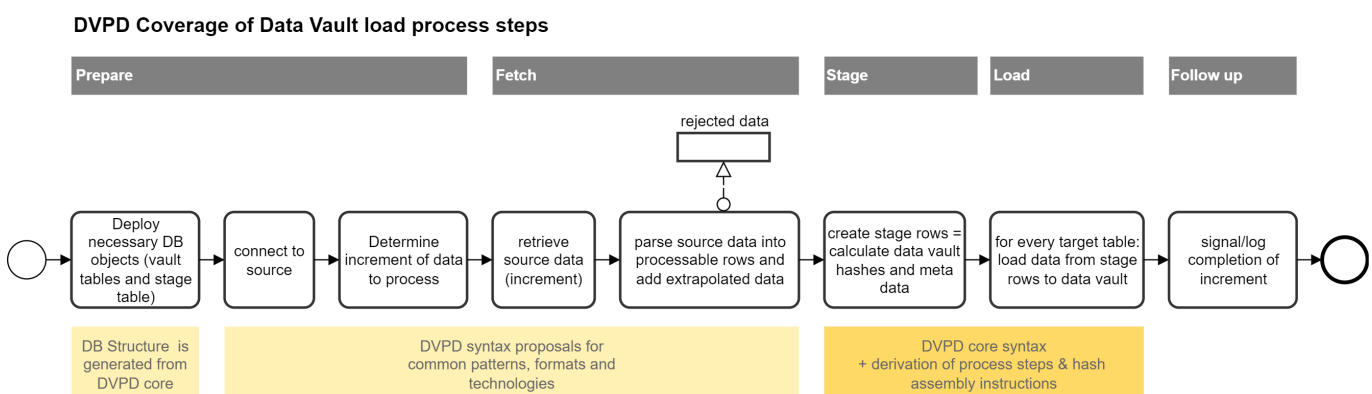 DVPD Coverage of Data Vault load process steps
Prepare
Fetch
Stage
Load
Follow up
rejected data
Deploy
necessary DB
objects (vault
tables and stage
table)
connect to
source
Determine
increment of data
to process
retrieve
source data
(increment)
parse source data into
processable rows and
add extrapolated data
create stage rows =
calculate data vault
hashes and meta
data
for every target table:
load data from stage
rows to data vault
signal/log
completion of
increment
DB Structure is
generated from
DVPD core
DVPD syntax proposals for
common patterns, formats and
technologies
DVPD core syntax
+ derivation of process steps & hash
assembly instructions